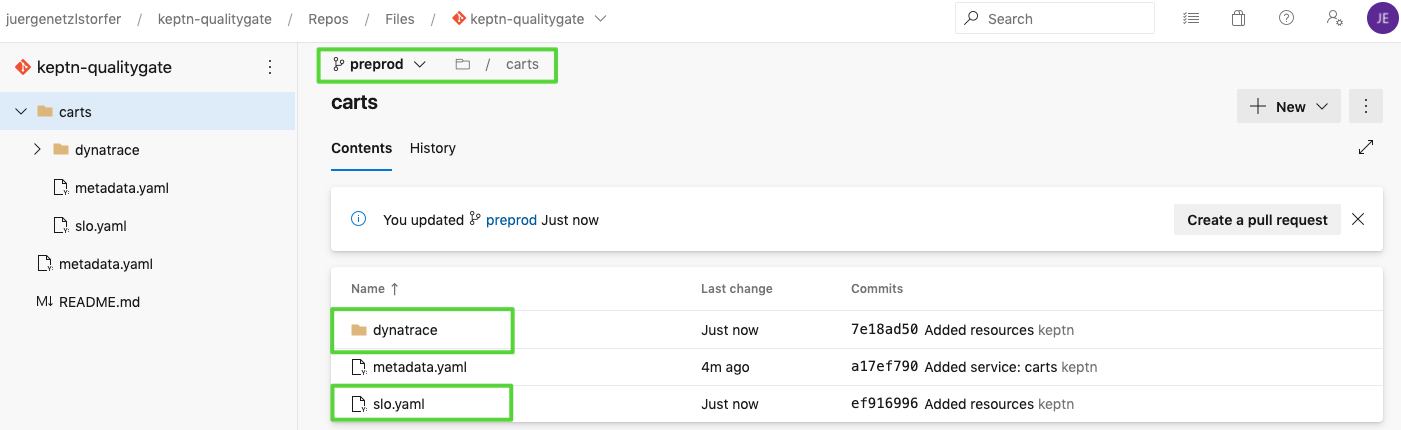 juergenetzlstorfer / keptn-qualitygate / Repos / Files / keptn-qualitygate
Search
JE
keptn-qualitygate
carts
dynatrace
metadata.yaml
slo.yaml
metadata.yaml
M↓ README.md
preprod / carts
carts
New
Contents History
You updated preprod Just now
Create a pull request
Name ↑ Last change Commits
dynatrace Just now 7e18ad50 Added resources keptn
metadata.yaml 4m ago a17ef790 Added service: carts keptn
slo.yaml Just now ef916996 Added resources keptn